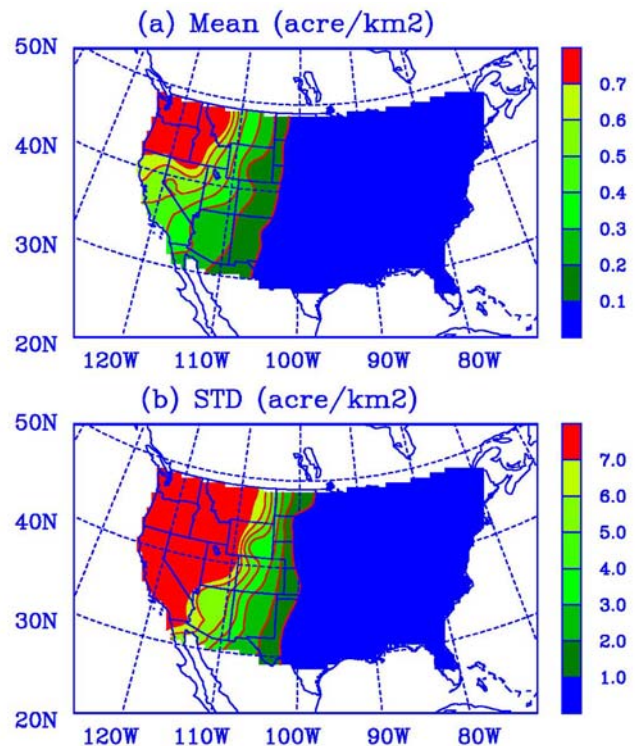 (a) Mean (acre/km2)
50N
40N
30N
20N
120W 110W 100W 90W 80W
0.7
0.6
0.5
0.4
0.3
0.2
0.1
(b) STD (acre/km2)
50N
40N
30N
20N
120W 110W 100W 90W 80W
7.0
6.0
5.0
4.0
3.0
2.0
1.0